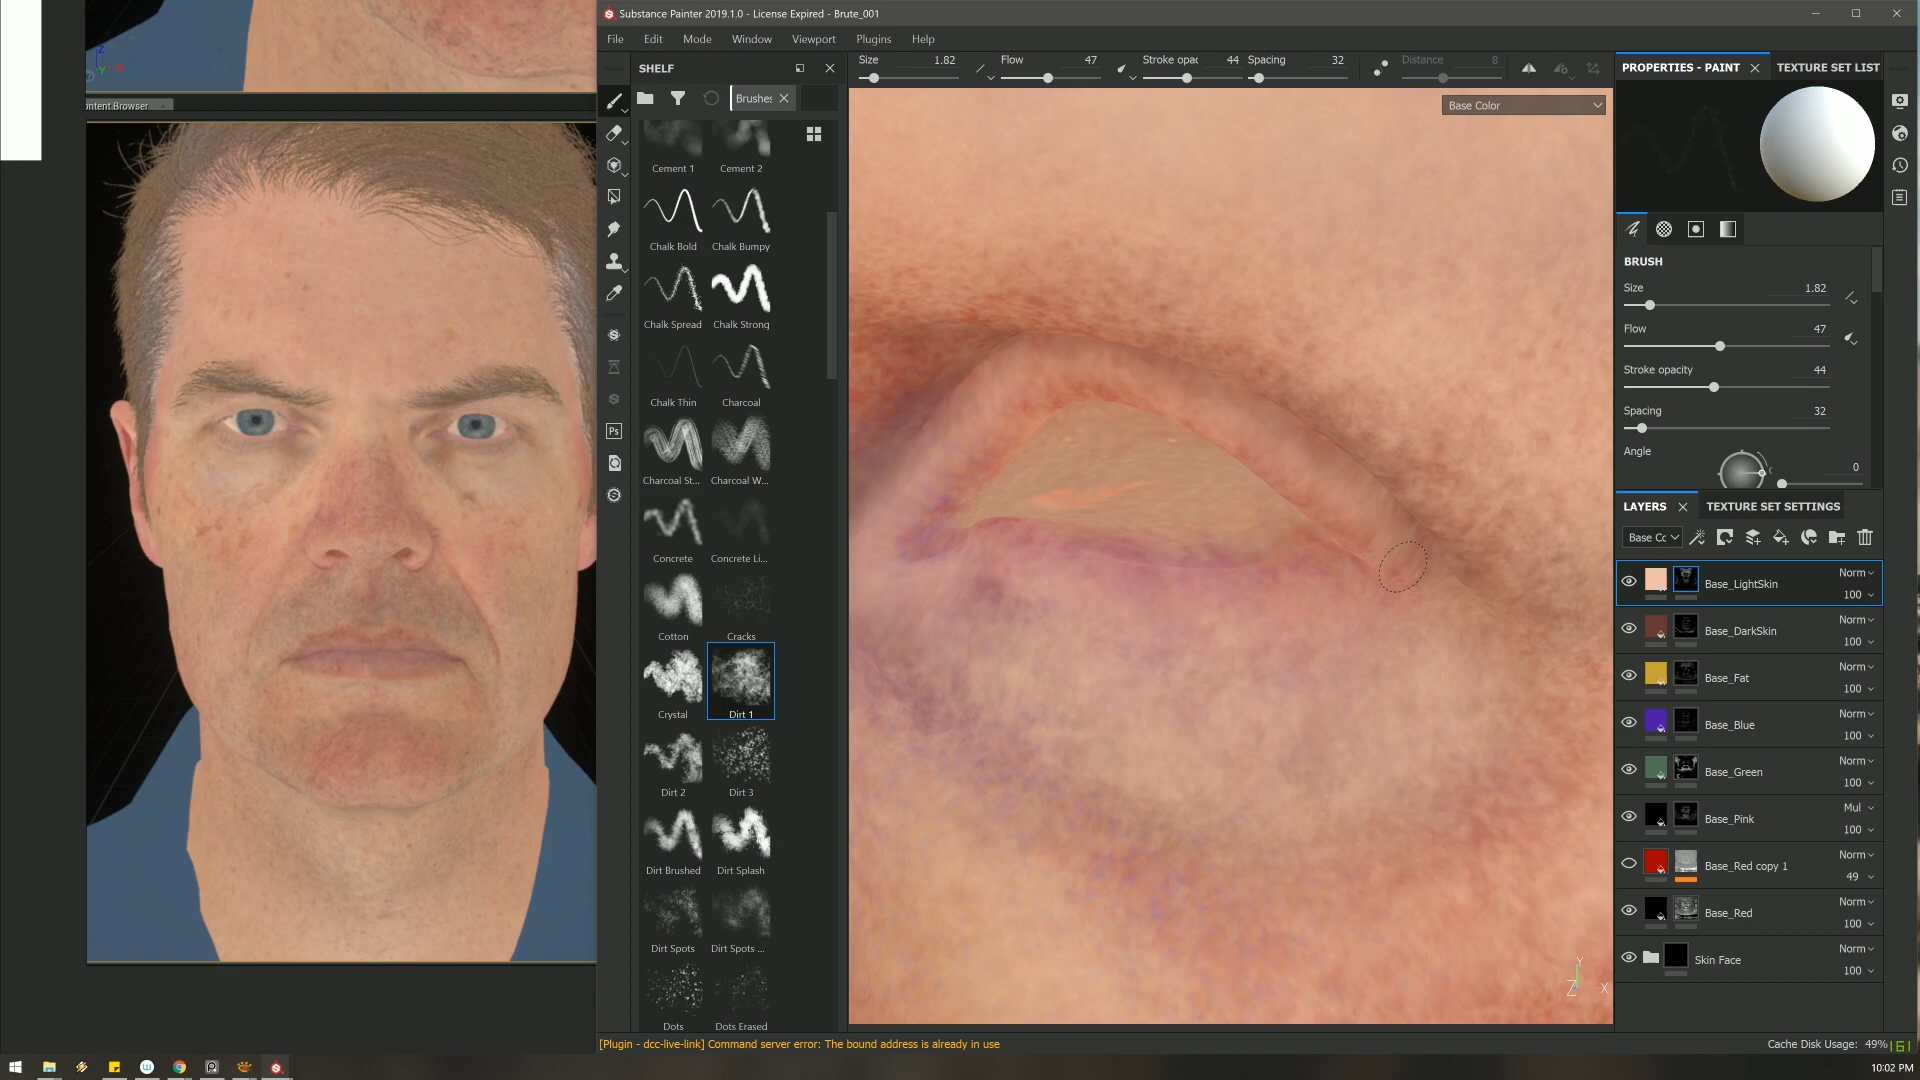 Substance Painter 2019.1.0 - License Expired - Brute_001
File Edit Mode Window Viewport Plugins Help
SHELF
Size 1.82 Flow 47 Stroke opac 44 Spacing 32 Distance 8
PROPERTIES - PAINT TEXTURE SET LIST
Z
Y
ontent Browser
Brushes
Base Color
Cement 1 Cement 2
Chalk Bold Chalk Bumpy
Chalk Spread Chalk Strong
Chalk Thin Charcoal
Charcoal St... Charcoal W...
Concrete Concrete Li...
Cotton Cracks
Crystal Dirt 1
Dirt 2 Dirt 3
Dirt Brushed Dirt Splash
Dirt Spots Dirt Spots ...
Dots Dots Erased
Ps
BRUSH
Size 1.82
Flow 47
Stroke opacity 44
Spacing 32
Angle 0
LAYERS TEXTURE SET SETTINGS
Base Cc
Base_LightSkin Norm 100
Base_DarkSkin Norm 100
Base_Fat Norm 100
Base_Blue Norm 100
Base_Green Norm 100
Base_Pink Mul 100
Base_Red copy 1 Norm 49
Base_Red Norm 100
Skin Face Norm 100
Y
Z X
[Plugin - dcc-live-link] Command server error: The bound address is already in use
Cache Disk Usage: 49%
161
10:02 PM